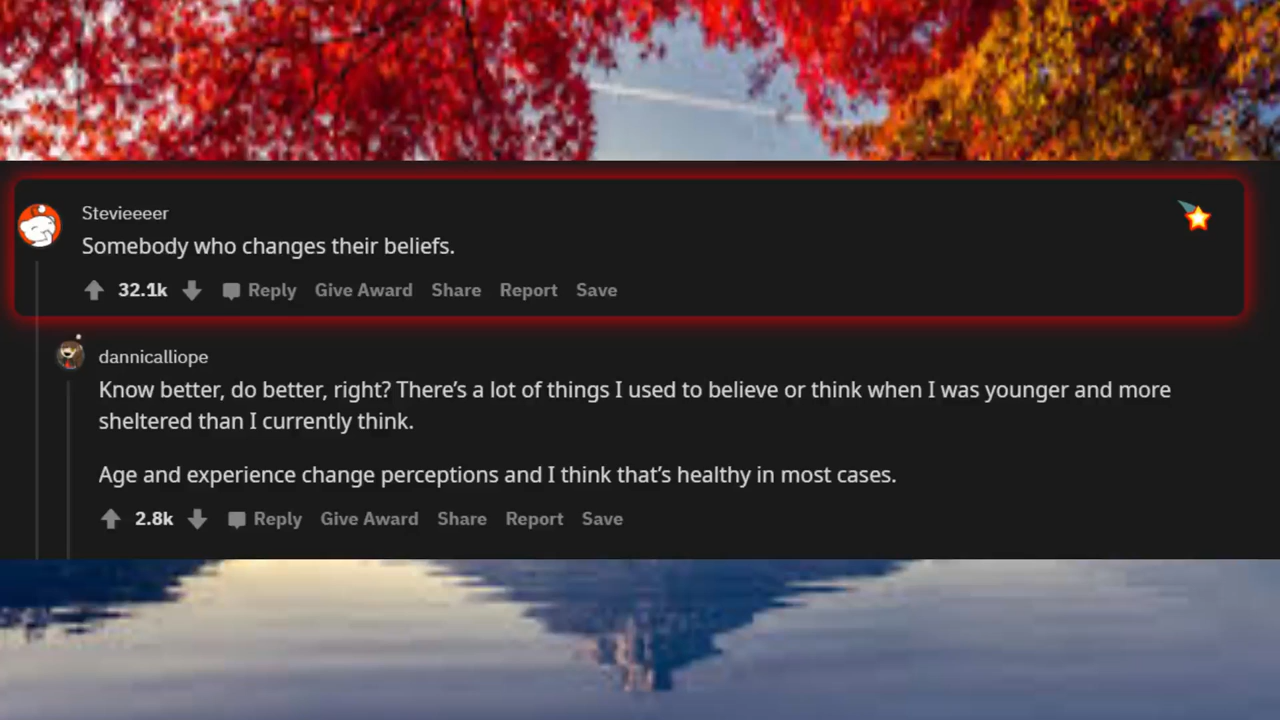 Stevieeeer
Somebody who changes their beliefs.
32.1k Reply Give Award Share Report Save
dannicalliope
Know better, do better, right? There’s a lot of things I used to believe or think when I was younger and more
sheltered than I currently think.
Age and experience change perceptions and I think that’s healthy in most cases.
2.8k Reply Give Award Share Report Save